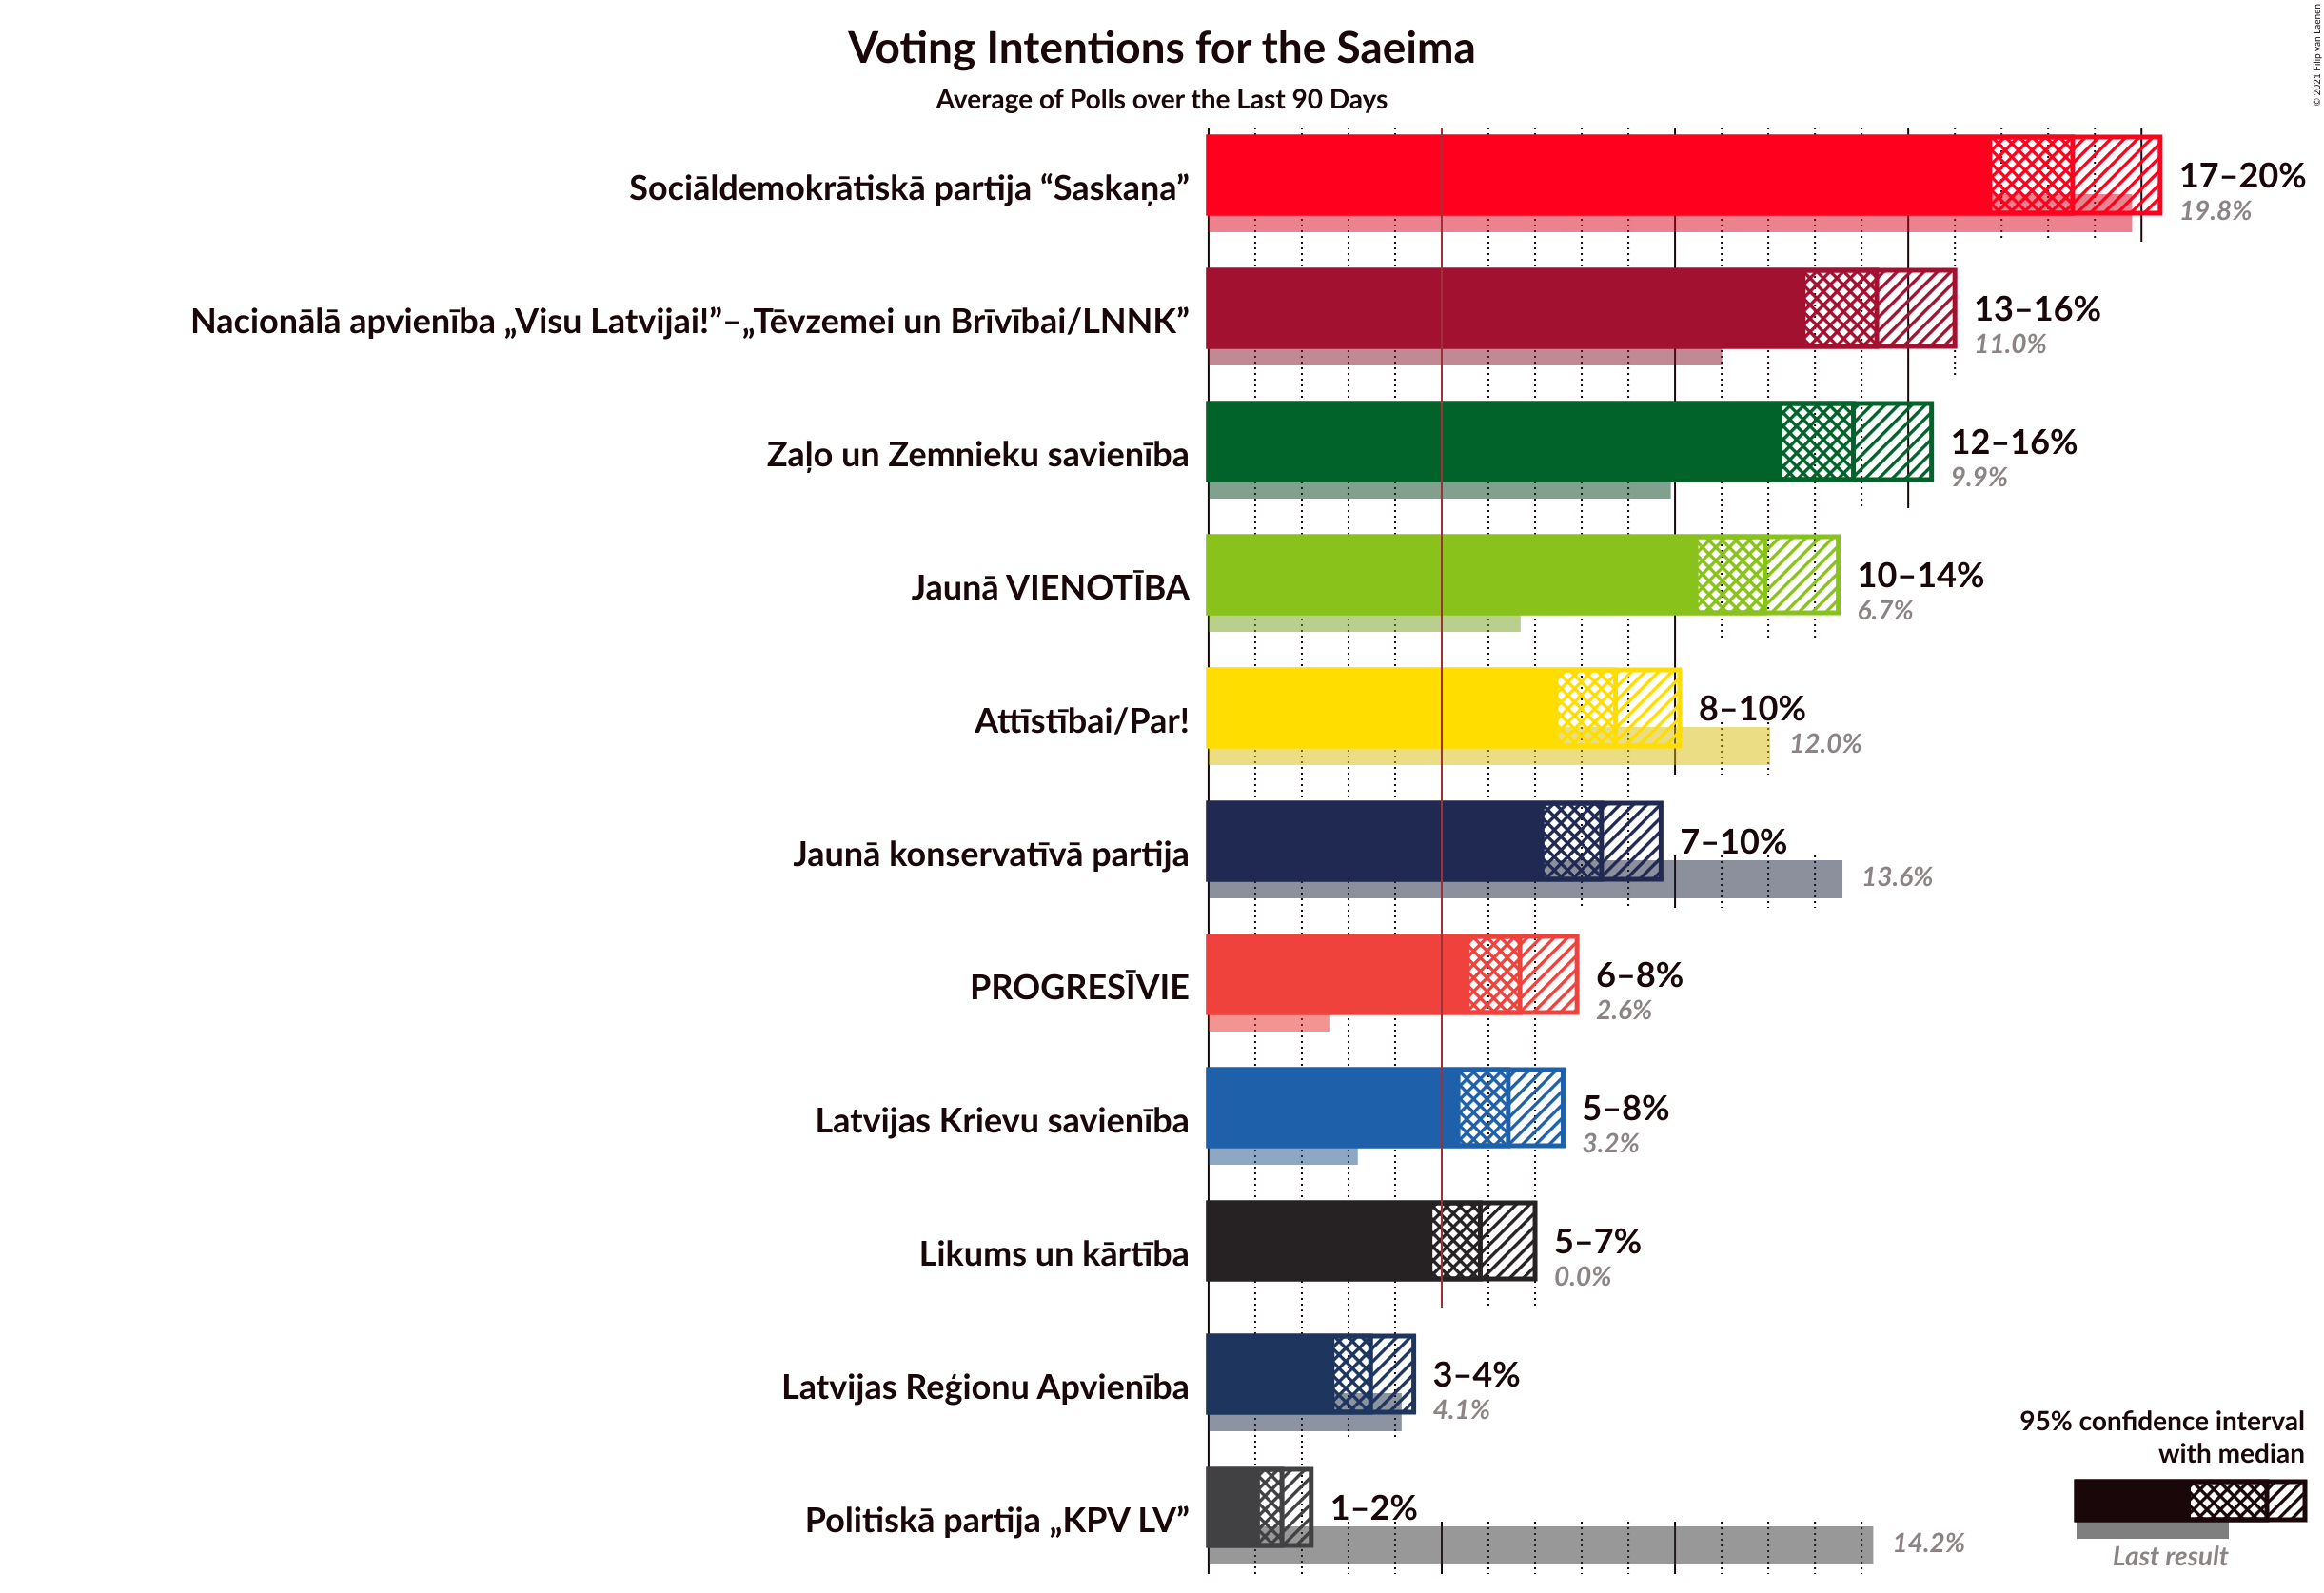 Voting Intentions for the Saeima
Average of Polls over the Last 90 Days
© 2021 Filip van Laenen
Sociāldemokrātiskā partija “Saskaņa”
17–20%
19.8%
Nacionālā apvienība „Visu Latvijai!”–„Tēvzemei un Brīvībai/LNNK”
13–16%
11.0%
Zaļo un Zemnieku savienība
12–16%
9.9%
Jaunā VIENOTĪBA
10–14%
6.7%
Attīstībai/Par!
8–10%
12.0%
Jaunā konservatīvā partija
7–10%
13.6%
PROGRESĪVIE
6–8%
2.6%
Latvijas Krievu savienība
5–8%
3.2%
Likums un kārtība
5–7%
0.0%
Latvijas Reģionu Apvienība
3–4%
4.1%
Politiskā partija „KPV LV”
1–2%
14.2%
95% confidence interval
with median
Last result